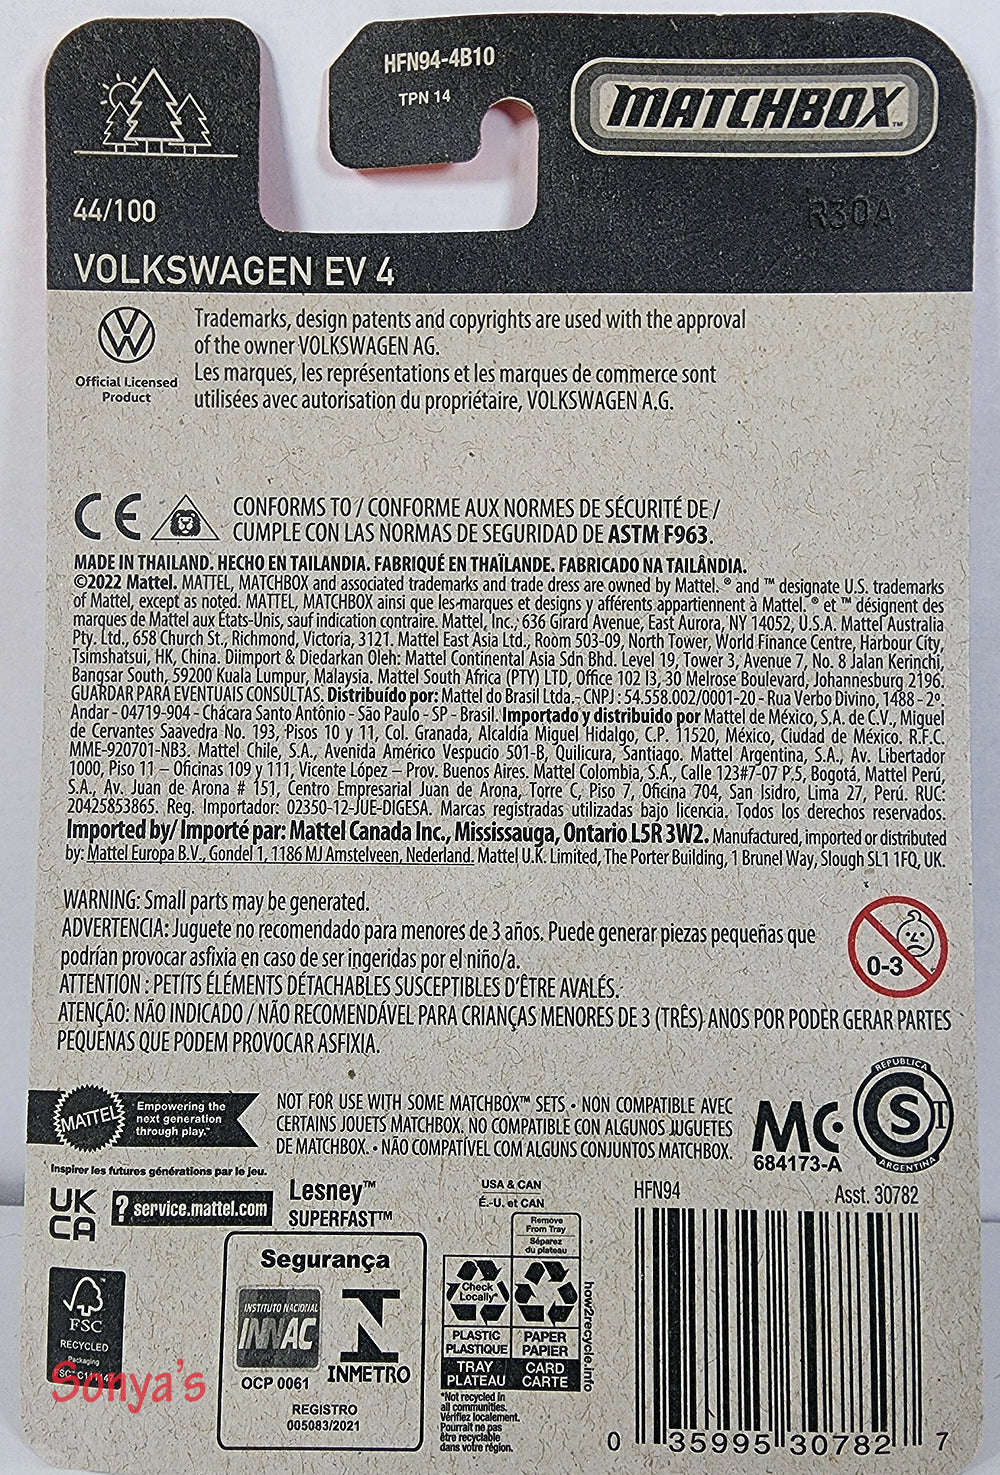 HFN94-4B10
TPN 14
MATCHBOX™
44/100
R30A
VOLKSWAGEN EV 4
Trademarks, design patents and copyrights are used with the approval
of the owner VOLKSWAGEN AG.
Les marques, les représentations et les marques de commerce sont
utilisées avec autorisation du propriétaire, VOLKSWAGEN A.G.
Official Licensed
Product
CE
CONFORMS TO / CONFORME AUX NORMES DE SÉCURITÉ DE /
CUMPLE CON LAS NORMAS DE SEGURIDAD DE ASTM F963.
MADE IN THAILAND. HECHO EN TAILANDIA. FABRIQUÉ EN THAÏLANDE. FABRICADO NA TAILÂNDIA.
©2022 Mattel. MATTEL, MATCHBOX and associated trademarks and trade dress are owned by Mattel. ® and ™ designate U.S. trademarks
of Mattel, except as noted. MATTEL, MATCHBOX ainsi que les marques et designs y afférents appartiennent à Mattel. ® et ™ désignent des
marques de Mattel aux États-Unis, sauf indication contraire. Mattel, Inc., 636 Girard Avenue, East Aurora, NY 14052, U.S.A. Mattel Australia
Pty. Ltd., 658 Church St., Richmond, Victoria, 3121. Mattel East Asia Ltd., Room 503-09, North Tower, World Finance Centre, Harbour City,
Tsimshatsui, HK, China. Diimport & Diedarkan Oleh: Mattel Continental Asia Sdn Bhd. Level 19, Tower 3, Avenue 7, No. 8 Jalan Kerinchi,
Bangsar South, 59200 Kuala Lumpur, Malaysia. Mattel South Africa (PTY) LTD, Office 102 I3, 30 Melrose Boulevard, Johannesburg 2196.
GUARDAR PARA EVENTUAIS CONSULTAS. Distribuído por: Mattel do Brasil Ltda.- CNPJ : 54.558.002/0001-20 - Rua Verbo Divino, 1488 - 2º.
Andar - 04719-904 - Chácara Santo Antônio - São Paulo - SP - Brasil. Importado y distribuido por Mattel de México, S.A. de C.V., Miguel
de Cervantes Saavedra No. 193, Pisos 10 y 11, Col. Granada, Alcaldía Miguel Hidalgo, C.P. 11520, México, Ciudad de México. R.F.C.
MME-920701-NB3. Mattel Chile, S.A., Avenida Américo Vespucio 501-B, Quilicura, Santiago. Mattel Argentina, S.A., Av. Libertador
1000, Piso 11 – Oficinas 109 y 111, Vicente López – Prov. Buenos Aires. Mattel Colombia, S.A., Calle 123#7-07 P.5, Bogotá. Mattel Perú,
S.A., Av. Juan de Arona # 151, Centro Empresarial Juan de Arona, Torre C, Piso 7, Oficina 704, San Isidro, Lima 27, Perú. RUC:
20425853865. Reg. Importador: 02350-12-JUE-DIGESA. Marcas registradas utilizadas bajo licencia. Todos los derechos reservados.
Imported by/ Importé par: Mattel Canada Inc., Mississauga, Ontario L5R 3W2. Manufactured, imported or distributed
by: Mattel Europa B.V., Gondel 1, 1186 MJ Amstelveen, Nederland. Mattel U.K. Limited, The Porter Building, 1 Brunel Way, Slough SL1 1FQ, UK.
WARNING: Small parts may be generated.
ADVERTENCIA: Juguete no recomendado para menores de 3 años. Puede generar piezas pequeñas que
podrían provocar asfixia en caso de ser ingeridas por el niño/a.
ATTENTION : PETITS ÉLÉMENTS DÉTACHABLES SUSCEPTIBLES D'ÊTRE AVALÉS.
ATENÇÃO: NÃO INDICADO / NÃO RECOMENDÁVEL PARA CRIANÇAS MENORES DE 3 (TRÊS) ANOS POR PODER GERAR PARTES
PEQUENAS QUE PODEM PROVOCAR ASFIXIA.
0-3
MATTEL
Empowering the
next generation
through play.™
Inspirer les futures générations par le jeu.
NOT FOR USE WITH SOME MATCHBOX™ SETS • NON COMPATIBLE AVEC
CERTAINS JOUETS MATCHBOX. NO COMPATIBLE CON ALGUNOS JUGUETES
DE MATCHBOX. • NÃO COMPATÍVEL COM ALGUNS CONJUNTOS MATCHBOX.
MC
684173-A
REPUBLICA
S
ARGENTINA
UK
CA
? service.mattel.com
Lesney™
SUPERFAST™
USA & CAN
É.-U. et CAN
Remove
From Tray
Séparez
du plateau
Check
Locally*
PLASTIC
PLASTIQUE
PAPER
PAPIER
TRAY
PLATEAU
CARD
CARTE
how2recycle.info
*Not recycled in
all communities.
Vérifiez localement.
Pourrait ne pas
être recyclable
dans votre région.
Segurança
INSTITUTO NACIONAL
INNAC
OCP 0061
INMETRO
REGISTRO
005083/2021
FSC
RECYCLED
Packaging
Sonya's
HFN94
Asst. 30782
0 35995 30782 7